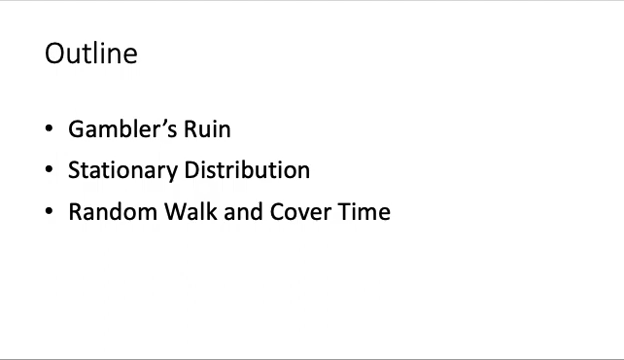 Outline
• Gambler's Ruin
• Stationary Distribution
• Random Walk and Cover Time